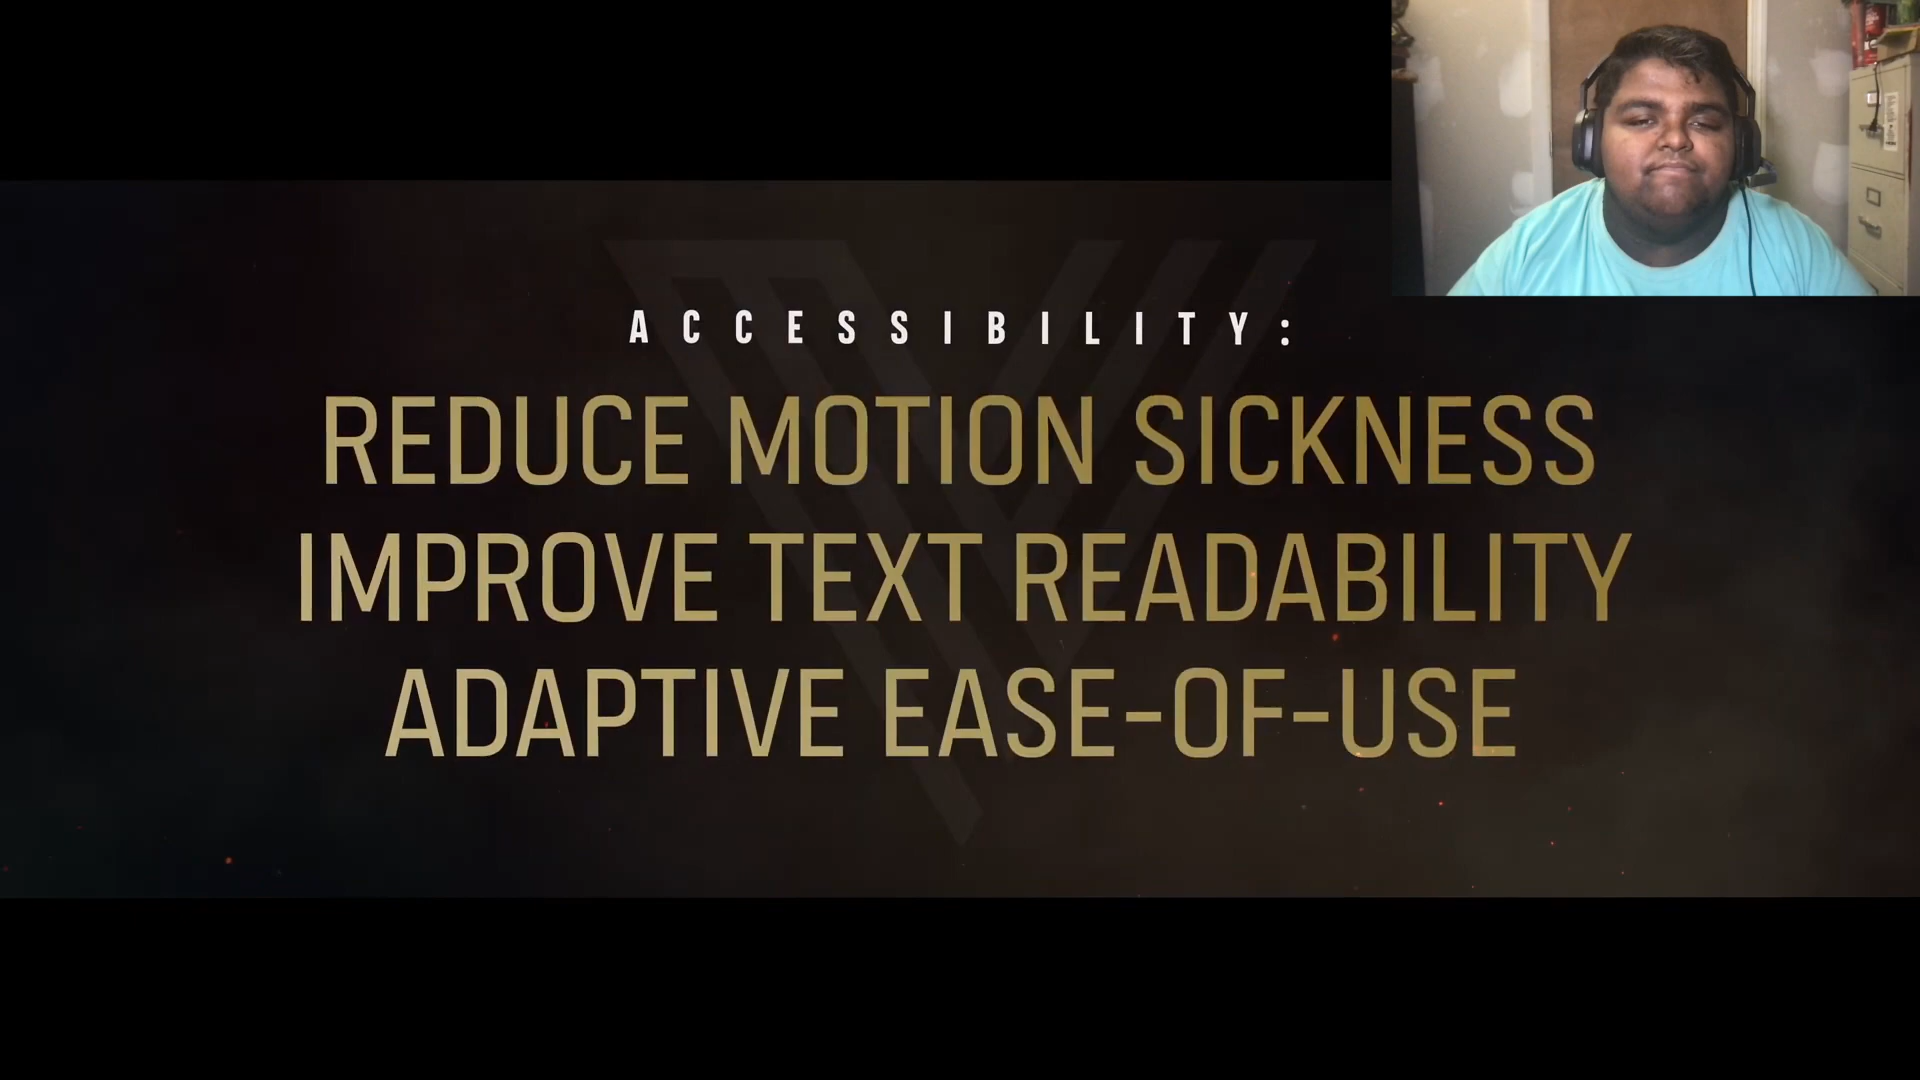 ACCESSIBILITY:
REDUCE MOTION SICKNESS
IMPROVE TEXT READABILITY
ADAPTIVE EASE-OF-USE